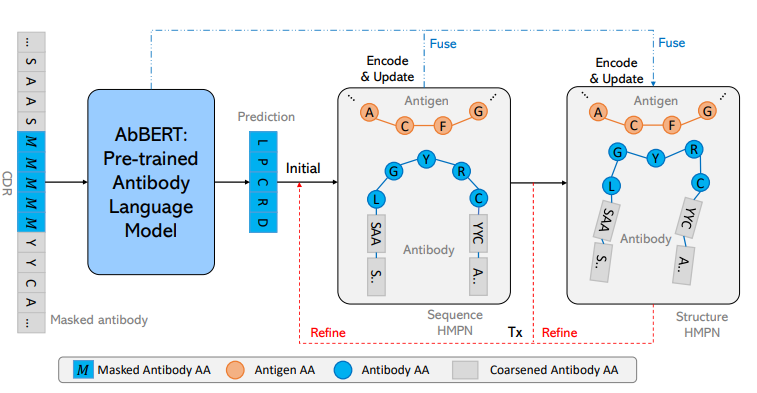 ...
S
A
A
S
M
M
M
M
M
Y
Y
C
A
...
CDR
Masked antibody
AbBERT:
Pre-trained
Antibody
Language
Model
Prediction
L
P
C
R
D
Initial
Refine
Encode
& Update
Fuse
Antigen
A
C
F
G
L
G
Y
R
C
SAA
S..
YYC
A..
Antibody
Sequence
HMPN
Tx
Refine
Encode
& Update
Fuse
Antigen
A
C
F
G
L
G
Y
R
C
SAA
S..
YYC
A..
Antibody
Structure
HMPN
M Masked Antibody AA
Antigen AA
Antibody AA
Coarsened Antibody AA